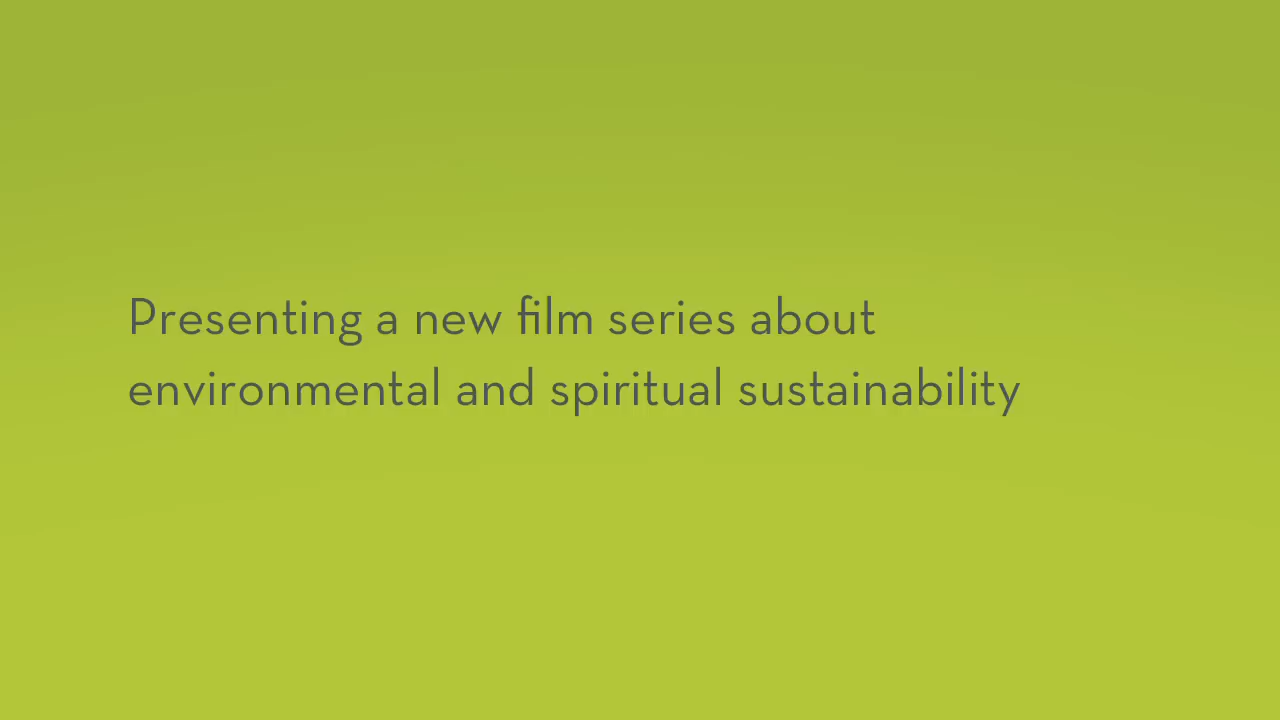 Presenting a new film series about
environmental and spiritual sustainability